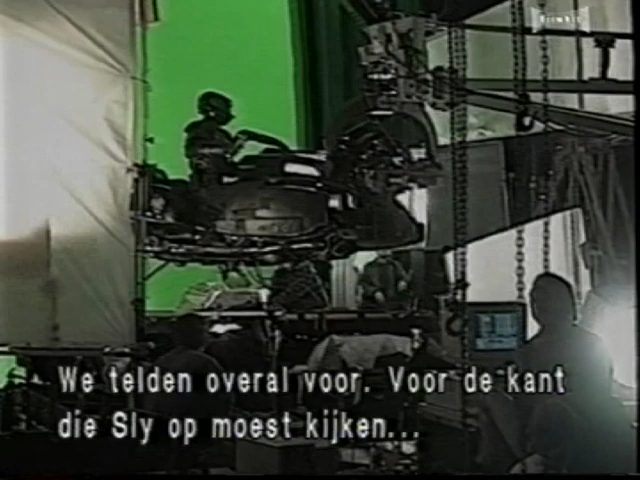 We telden overal voor. Voor de kant
die Sly op moest kijken...